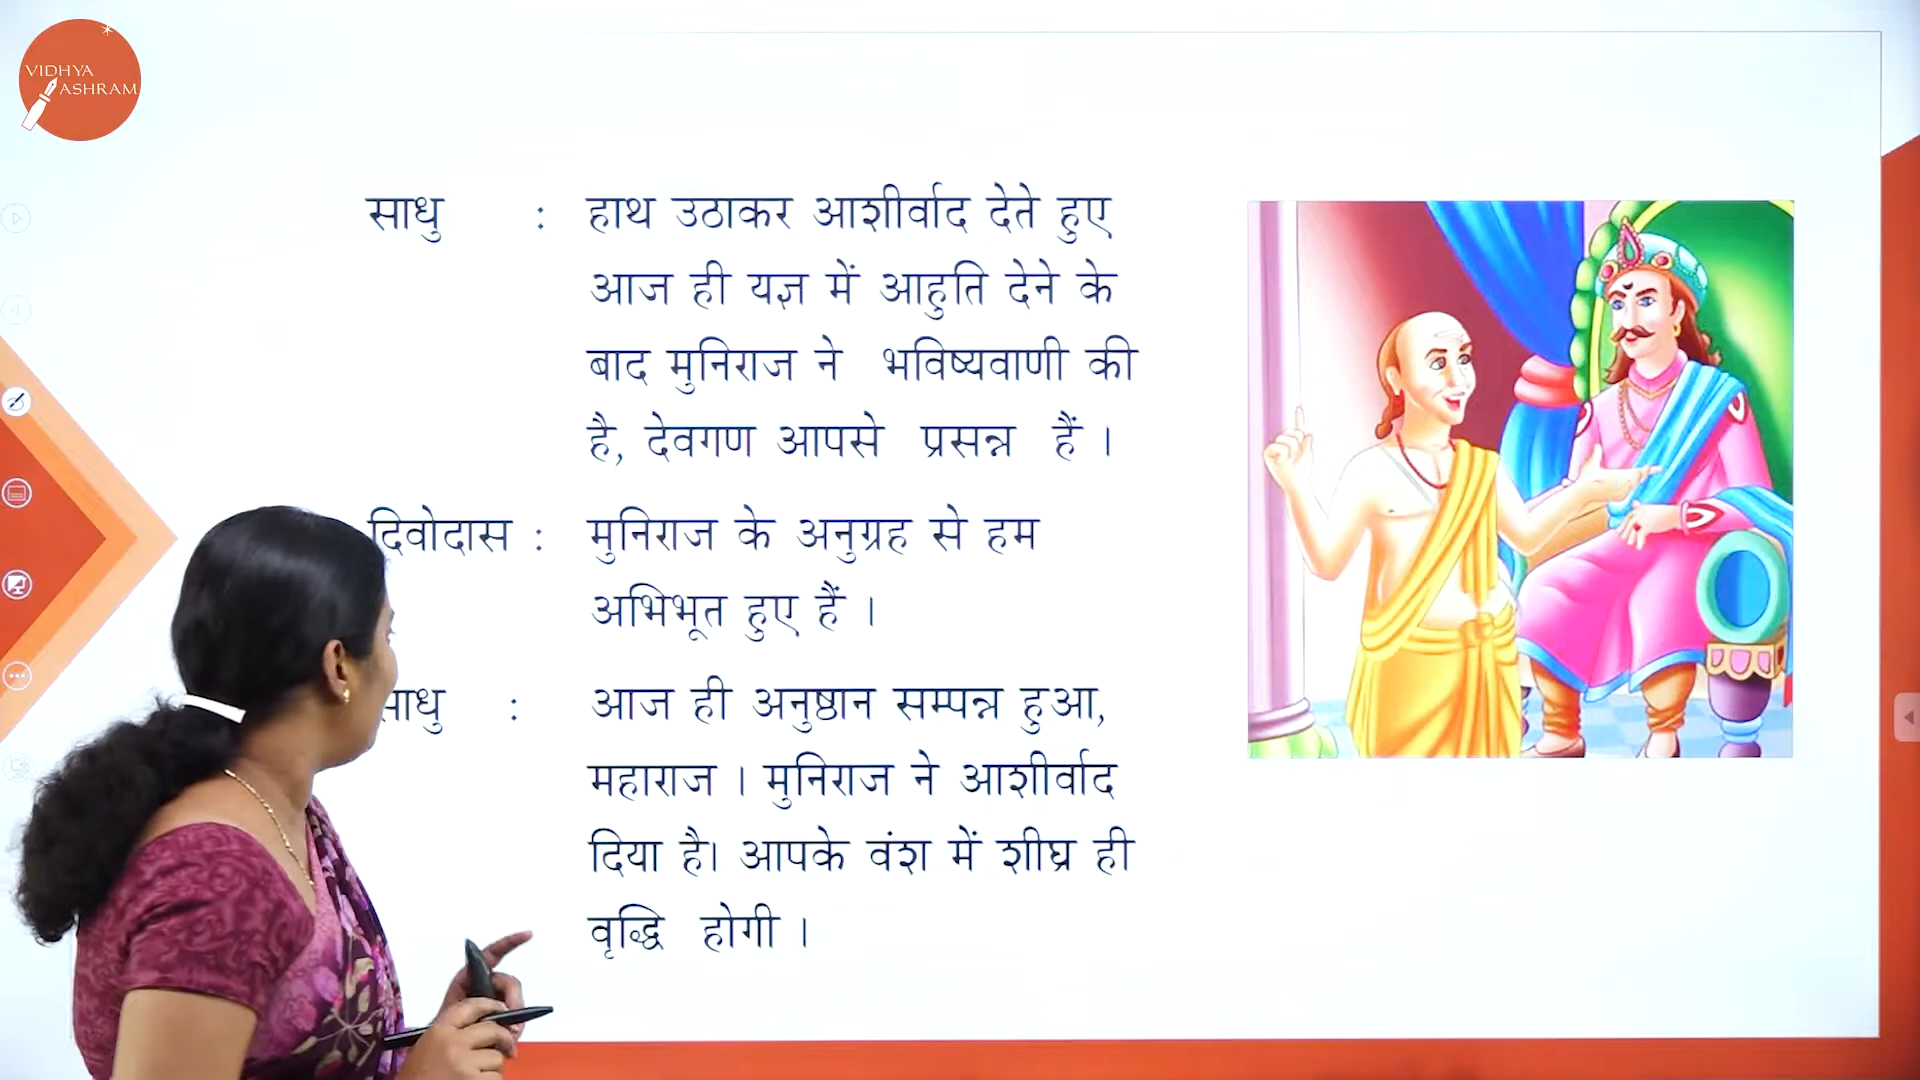 VIDHYA
ASHRAM
साधु : हाथ उठाकर आशीर्वाद देते हुए
आज ही यज्ञ में आहुति देने के
बाद मुनिराज ने भविष्यवाणी की
है, देवगण आपसे प्रसन्न हैं ।
दिवोदास : मुनिराज के अनुग्रह से हम
अभिभूत हुए हैं ।
साधु : आज ही अनुष्ठान सम्पन्न हुआ,
महाराज । मुनिराज ने आशीर्वाद
दिया है। आपके वंश में शीघ्र ही
वृद्धि होगी ।